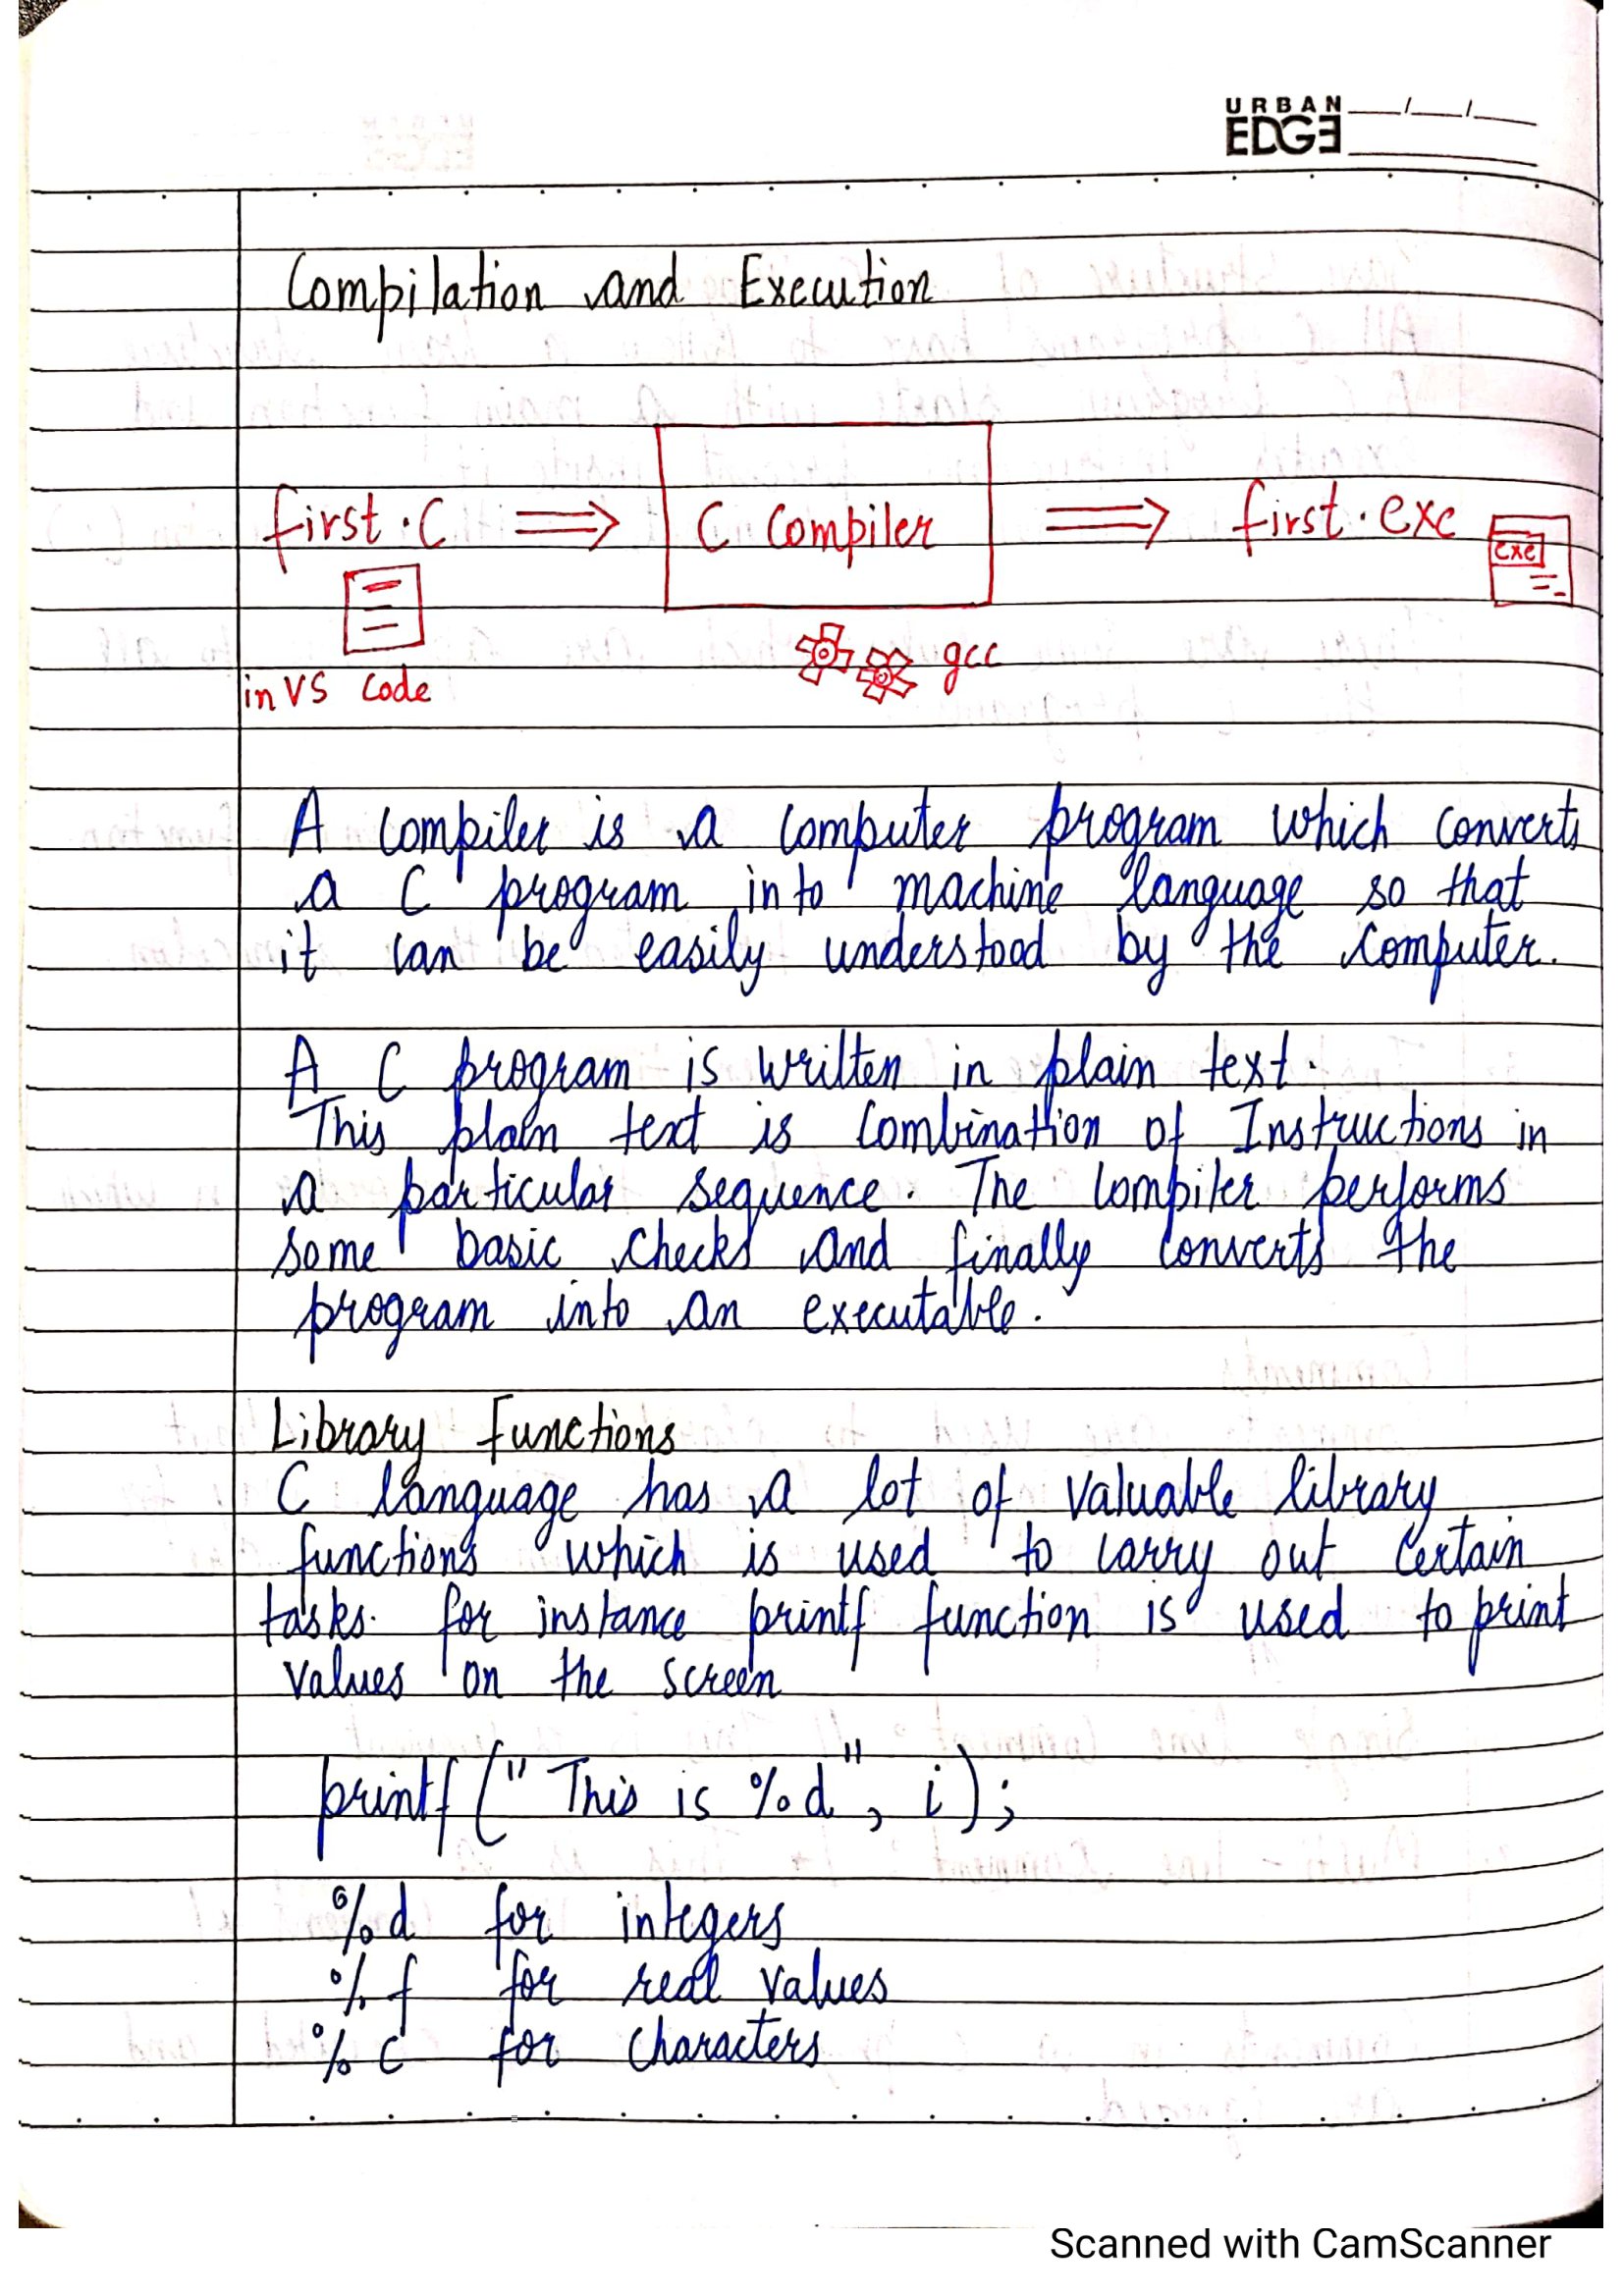 URBAN
EDGE
Compilation and Execution
first.C ⟹ C Compiler ⟹ first.exe
exe
in VS Code
gcc
A Compiler is a Computer program which converts
a C program into machine language so that
it can be easily understood by the computer.
A C program is written in plain text.
This plain text is Combination of Instructions in
a particular sequence. The Compiler performs
some basic checks and finally converts the
program into an executable.
Library Functions
C language has a lot of valuable library
functions which is used to carry out Certain
tasks. for instance printf function is used to print
values on the screen
printf ("This is %d", i);
%d for integers
%f for real values
%c for characters
Scanned with CamScanner